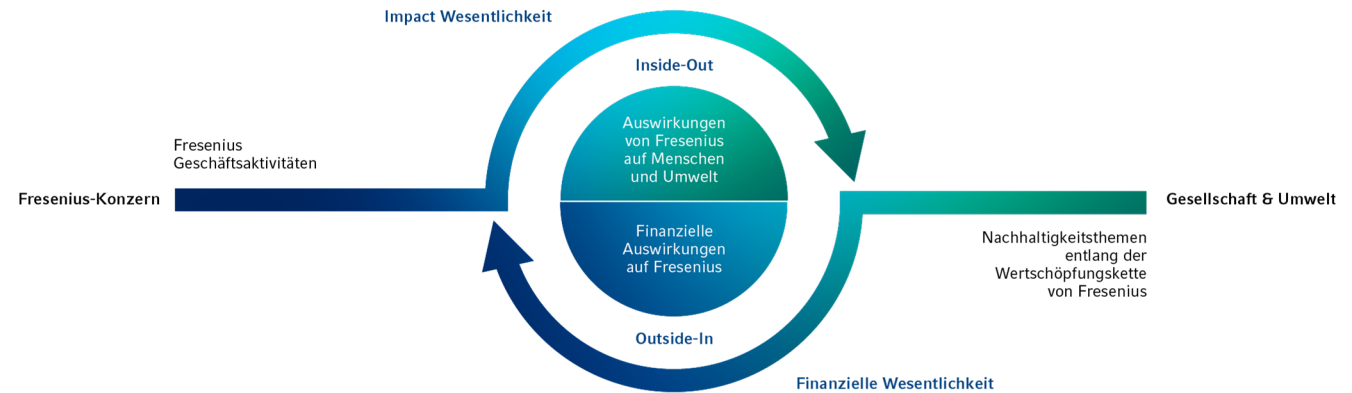 Impact Wesentlichkeit
Inside-Out
Auswirkungen
von Fresenius
auf Menschen
und Umwelt
Fresenius
Geschäftsaktivitäten
Fresenius-Konzern
Gesellschaft & Umwelt
Finanzielle
Auswirkungen
auf Fresenius
Nachhaltigkeitsthemen
entlang der
Wertschöpfungskette
von Fresenius
Outside-In
Finanzielle Wesentlichkeit